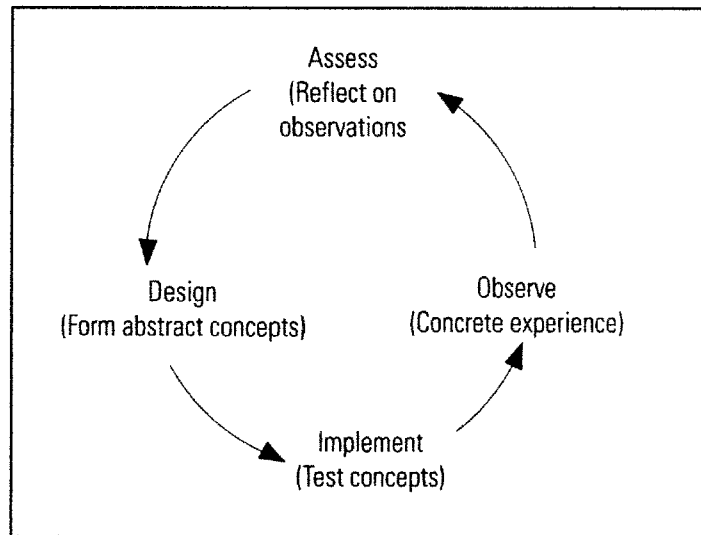 Assess
(Reflect on
observations
Design
(Form abstract concepts)
Observe
(Concrete experience)
Implement
(Test concepts)